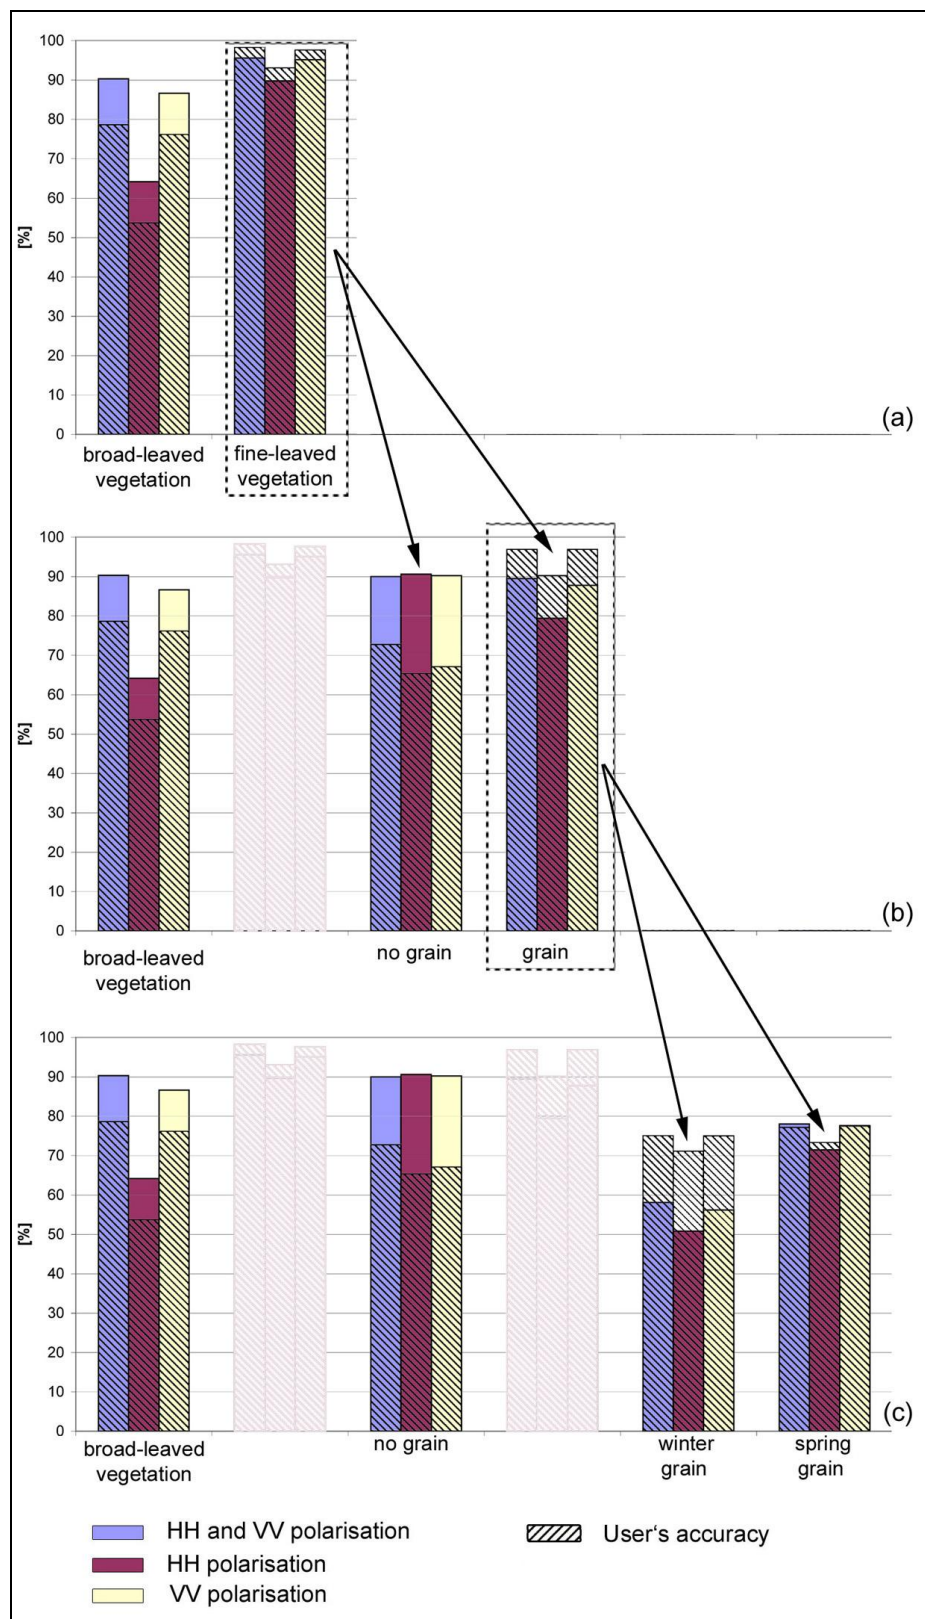 100
90
80
70
60
50
40
30
20
10
0
[%]
(a)
broad-leaved
vegetation
fine-leaved
vegetation
100
90
80
70
60
50
40
30
20
10
0
[%]
(b)
broad-leaved
vegetation
no grain
grain
100
90
80
70
60
50
40
30
20
10
0
[%]
(c)
broad-leaved
vegetation
no grain
winter
grain
spring
grain
HH and VV polarisation
User‘s accuracy
HH polarisation
VV polarisation